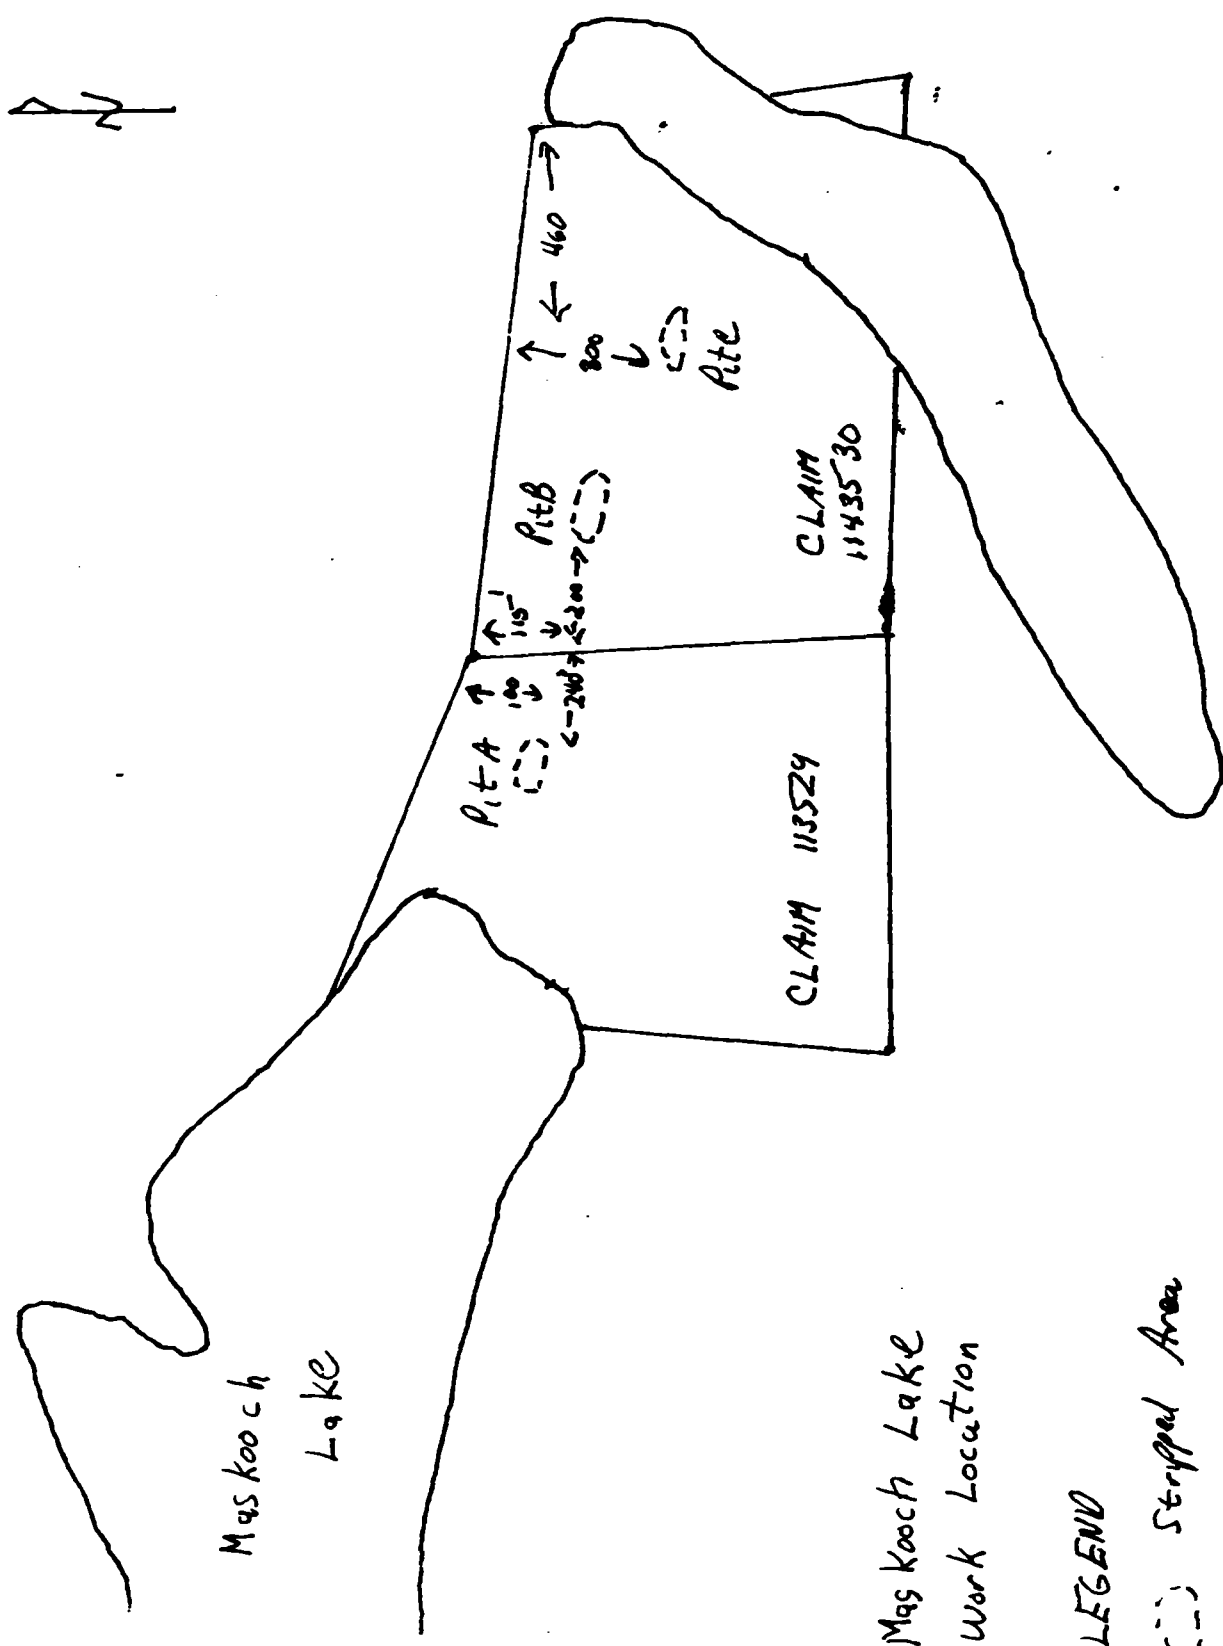 N
Maskooch
Lake
Pit A
100
240
115'
200
Pit B
460
300
Pit C
CLAIM 113529
CLAIM
1143530
Maskooch Lake
Work Location
LEGEND
Stripped Area